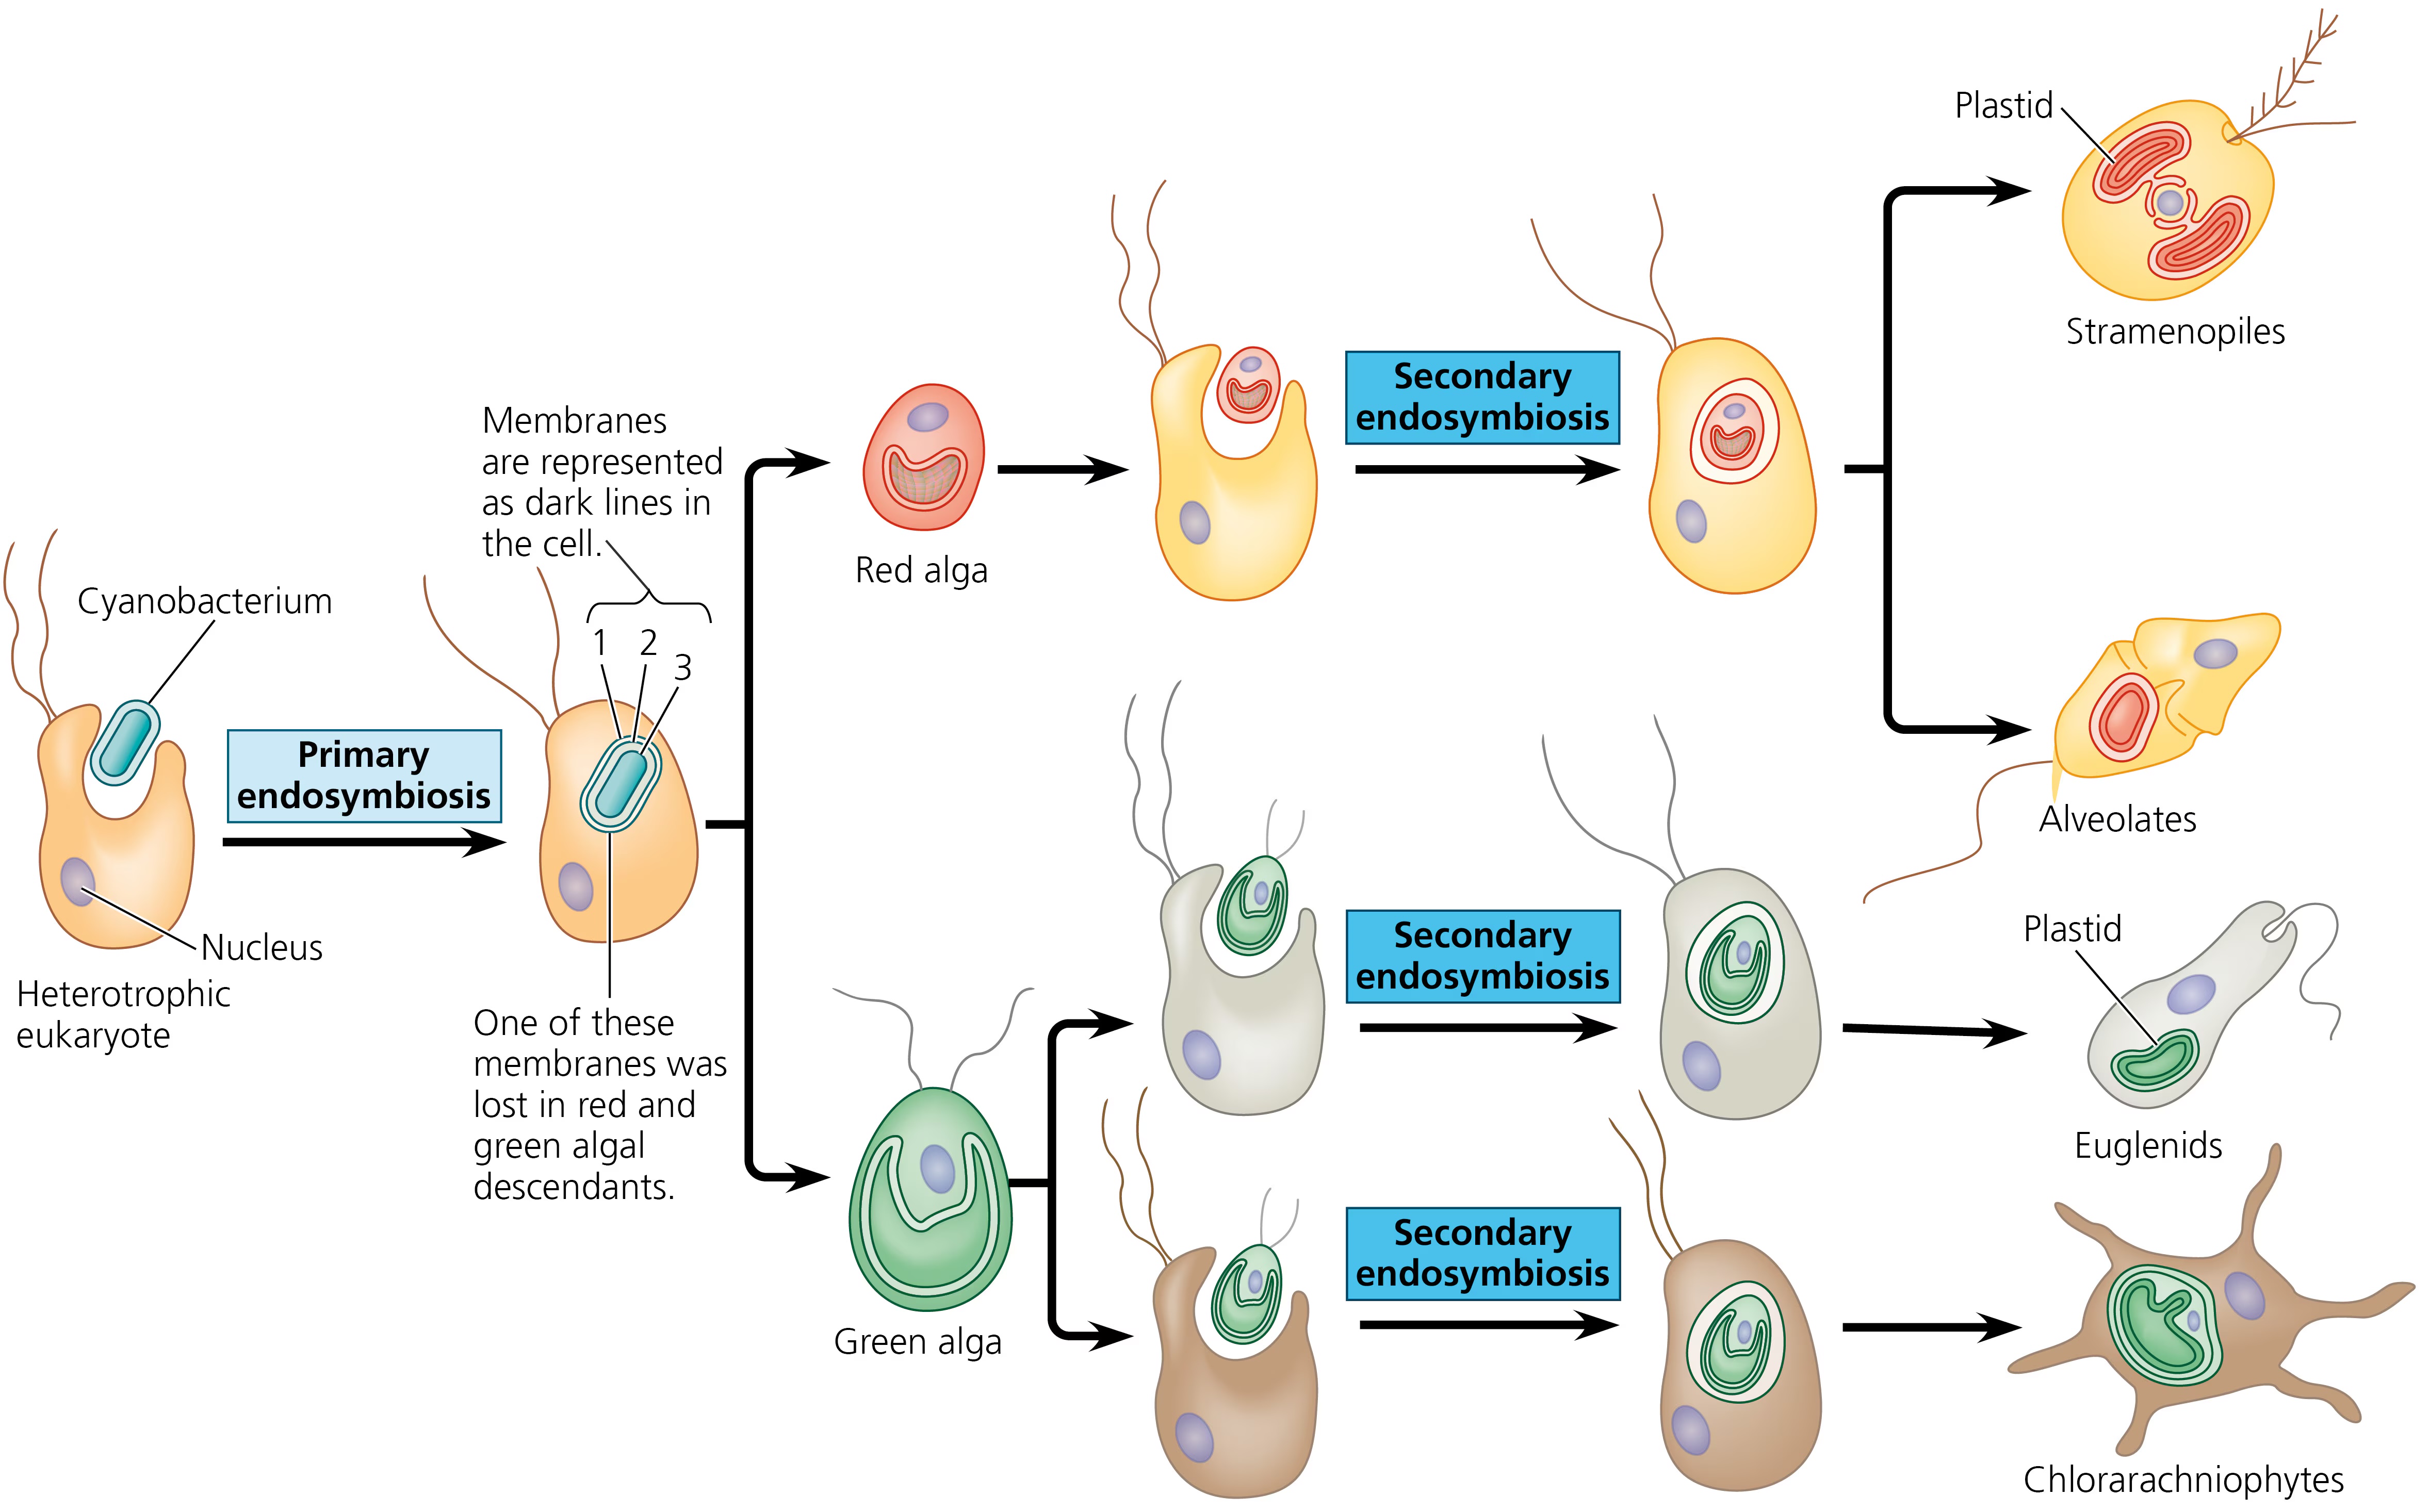 Cyanobacterium
Primary
endosymbiosis
Nucleus
Heterotrophic
eukaryote
Membranes
are represented
as dark lines in
the cell.
1
2
3
One of these
membranes was
lost in red and
green algal
descendants.
Red alga
Secondary
endosymbiosis
Plastid
Stramenopiles
Alveolates
Green alga
Secondary
endosymbiosis
Plastid
Euglenids
Secondary
endosymbiosis
Chlorarachniophytes